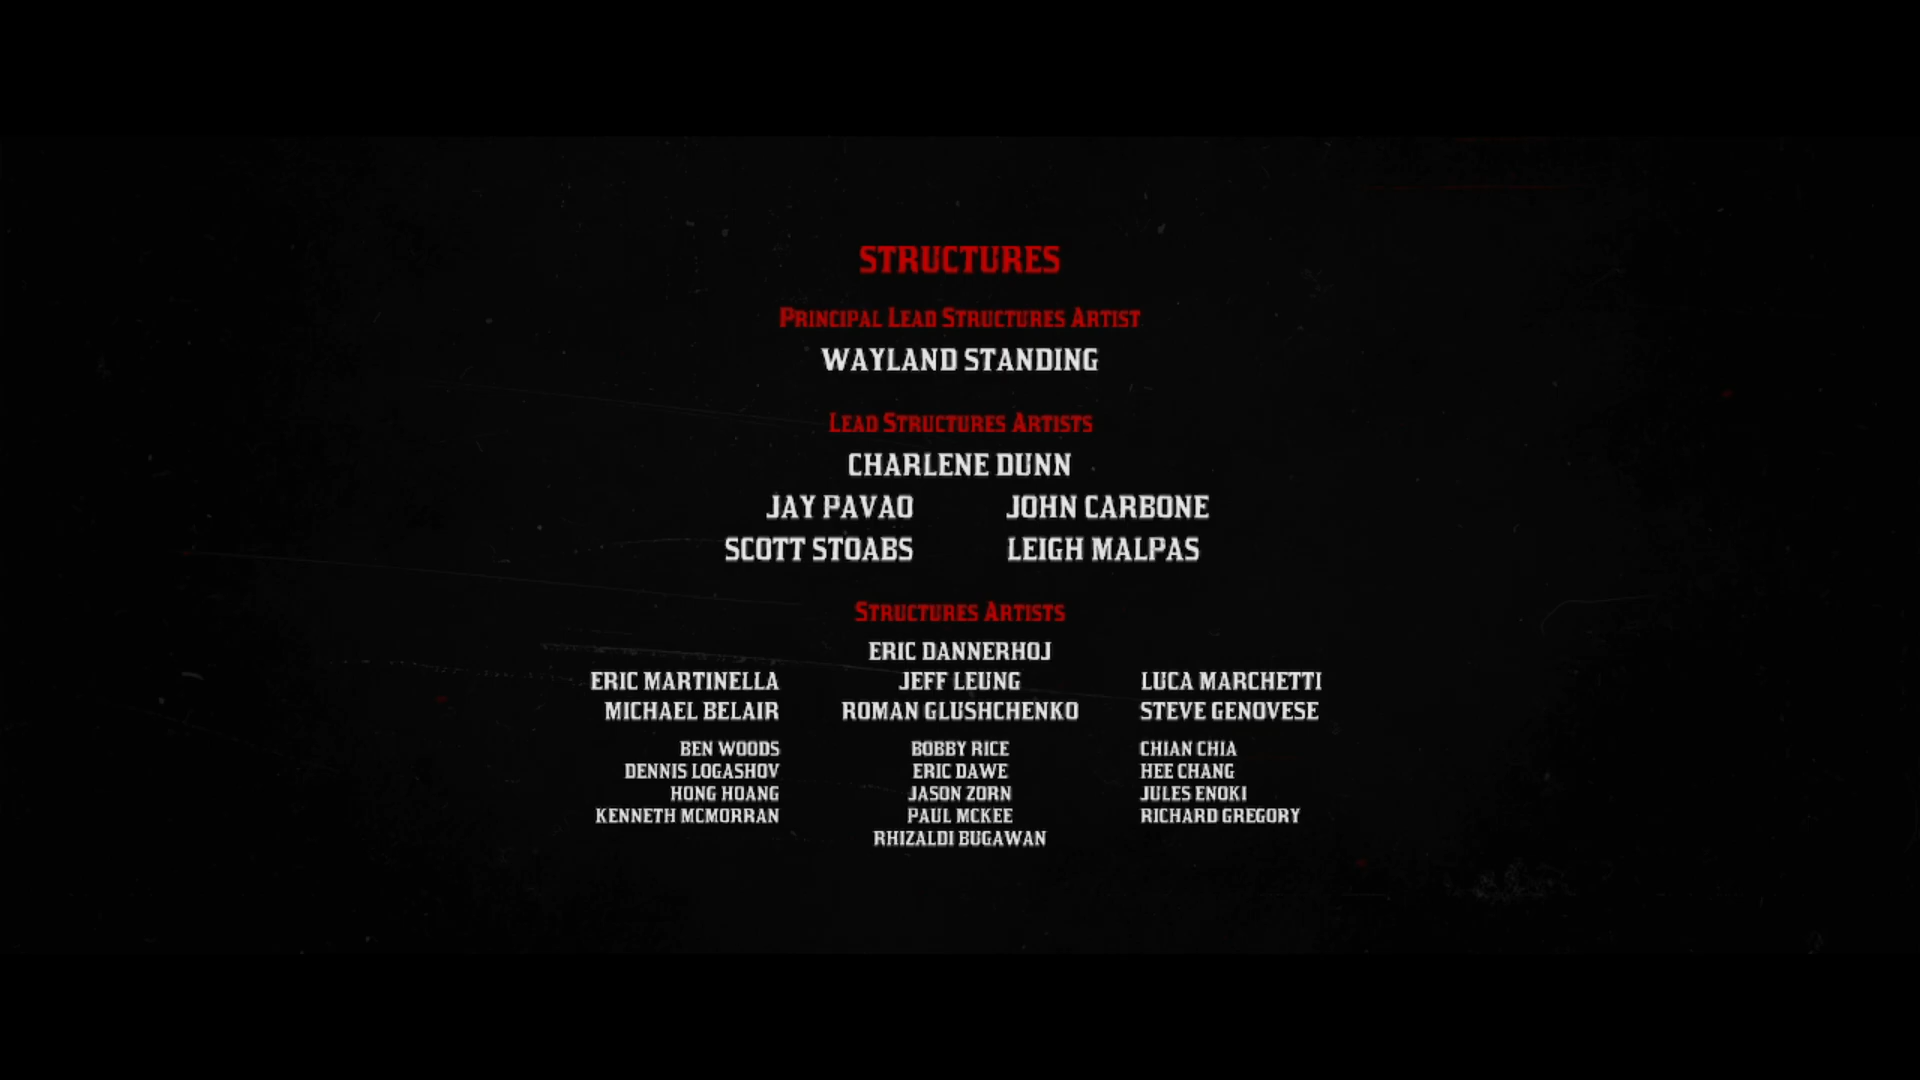 STRUCTURES
PRINCIPAL LEAD STRUCTURES ARTIST
WAYLAND STANDING
LEAD STRUCTURES ARTISTS
CHARLENE DUNN
JAY PAVAO JOHN CARBONE
SCOTT STOABS LEIGH MALPAS
STRUCTURES ARTISTS
ERIC DANNERHOJ
ERIC MARTINELLA JEFF LEUNG LUCA MARCHETTI
MICHAEL BELAIR ROMAN GLUSHCHENKO STEVE GENOVESE
BEN WOODS BOBBY RICE CHIAN CHIA
DENNIS LOGASHOV ERIC DAWE HEE CHANG
HONG HOANG JASON ZORN JULES ENOKI
KENNETH MCMORRAN PAUL MCKEE RICHARD GREGORY
RHIZALDI BUGAWAN